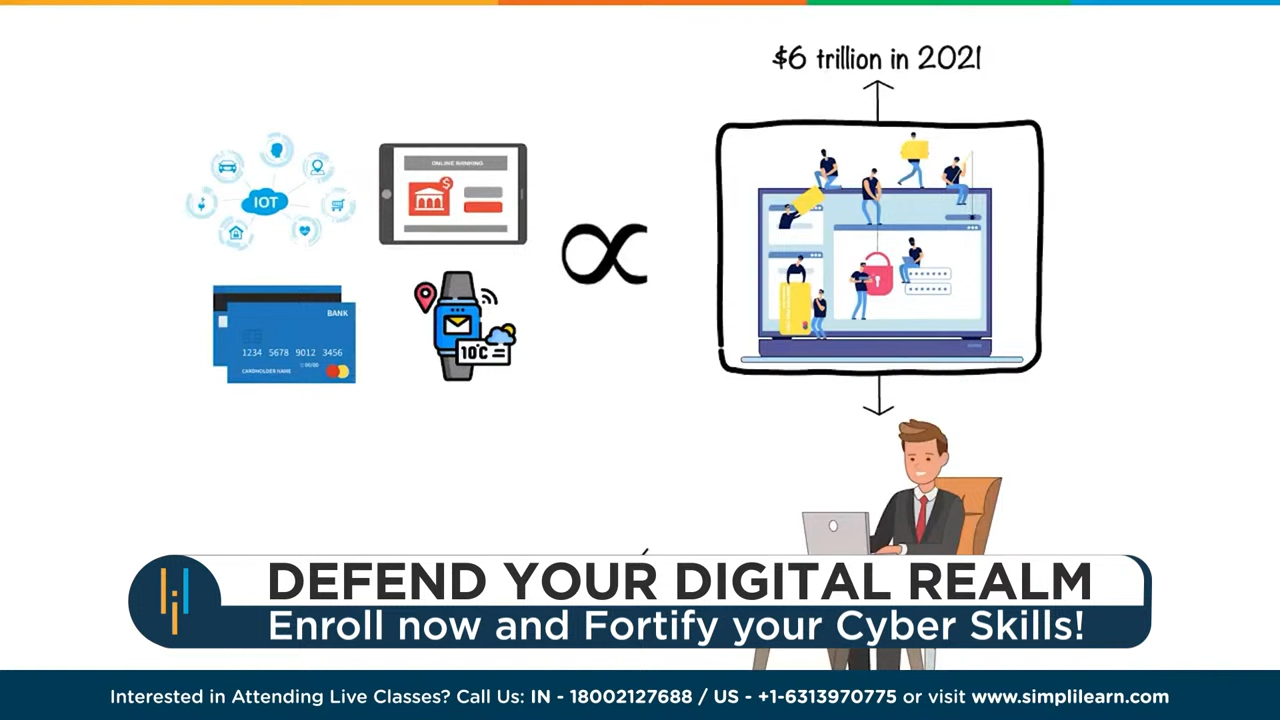 $6 trillion in 2021
IOT
ONLINE BANKING
$
BANK
1234 5678 9012 3456
CARDHOLDER NAME
10°C
∝
DEFEND YOUR DIGITAL REALM
Enroll now and Fortify your Cyber Skills!
Interested in Attending Live Classes? Call Us: IN - 18002127688 / US - +1-6313970775 or visit www.simplilearn.com